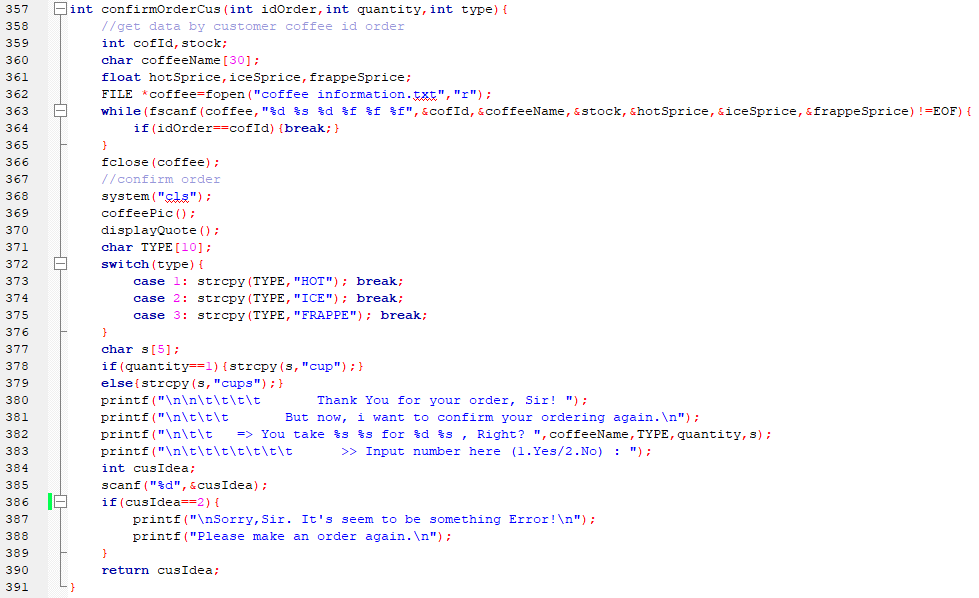 357 int confirmOrderCus(int idOrder,int quantity,int type){
358     //get data by customer coffee id order
359     int cofId,stock;
360     char coffeeName[30];
361     float hotSprice,iceSprice,frappeSprice;
362     FILE *coffee=fopen("coffee information.txt","r");
363     while(fscanf(coffee,"%d %s %d %f %f %f",&cofId,&coffeeName,&stock,&hotSprice,&iceSprice,&frappeSprice)!=EOF){
364         if(idOrder==cofId){break;}
365     }
366     fclose(coffee);
367     //confirm order
368     system("cls");
369     coffeePic();
370     displayQuote();
371     char TYPE[10];
372     switch(type){
373         case 1: strcpy(TYPE,"HOT"); break;
374         case 2: strcpy(TYPE,"ICE"); break;
375         case 3: strcpy(TYPE,"FRAPPE"); break;
376     }
377     char s[5];
378     if(quantity==1){strcpy(s,"cup");}
379     else{strcpy(s,"cups");}
380     printf("\n\n\t\t\t\t       Thank You for your order, Sir! ");
381     printf("\n\t\t\t       But now, i want to confirm your ordering again.\n");
382     printf("\n\t\t   => You take %s %s for %d %s , Right? ",coffeeName,TYPE,quantity,s);
383     printf("\n\t\t\t\t\t\t\t      >> Input number here (1.Yes/2.No) : ");
384     int cusIdea;
385     scanf("%d",&cusIdea);
386     if(cusIdea==2){
387         printf("\nSorry,Sir. It's seem to be something Error!\n");
388         printf("Please make an order again.\n");
389     }
390     return cusIdea;
391 }